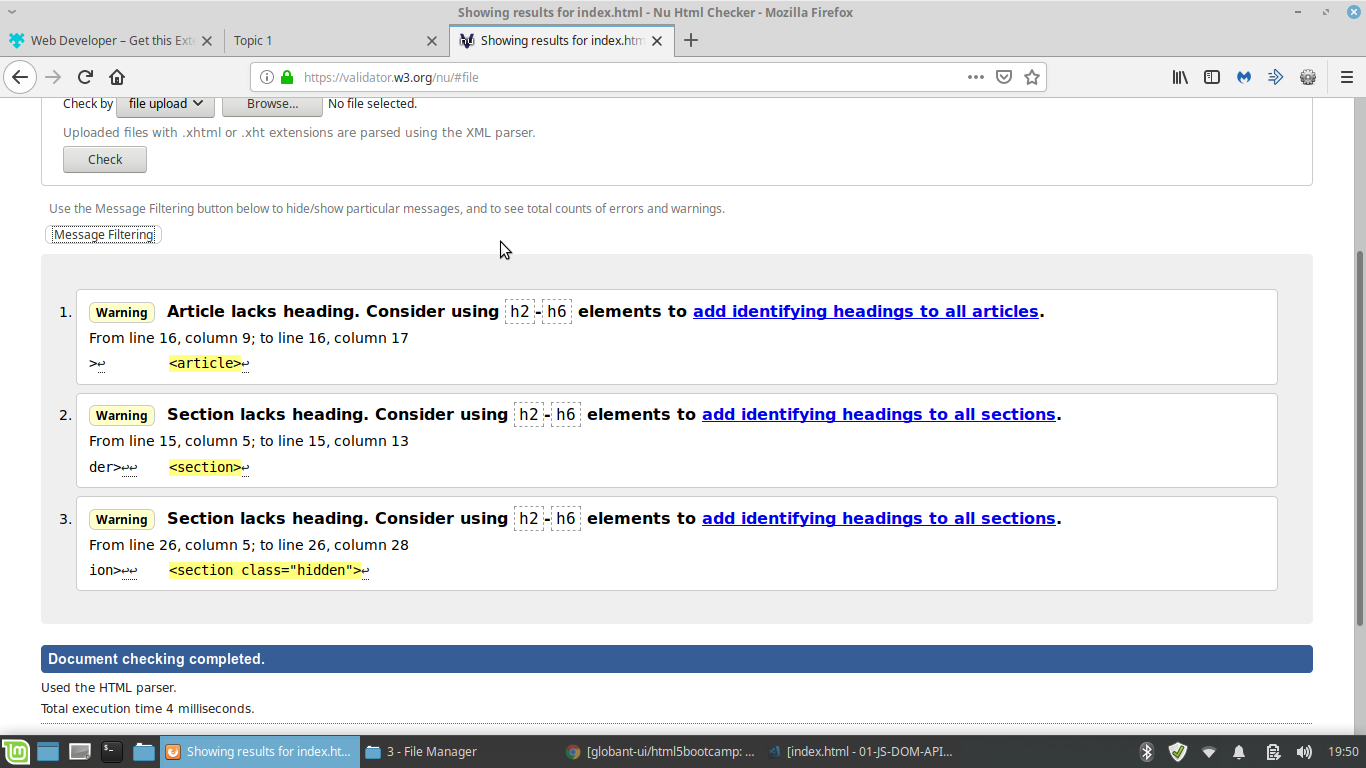 Showing results for index.html - Nu Html Checker - Mozilla Firefox
Web Developer – Get this Ext
Topic 1
Showing results for index.htm
https://validator.w3.org/nu/#file
Check by file upload Browse... No file selected.
Uploaded files with .xhtml or .xht extensions are parsed using the XML parser.
Check
Use the Message Filtering button below to hide/show particular messages, and to see total counts of errors and warnings.
Message Filtering
1. Warning Article lacks heading. Consider using h2-h6 elements to add identifying headings to all articles.
From line 16, column 9; to line 16, column 17
>↩ <article>↩
2. Warning Section lacks heading. Consider using h2-h6 elements to add identifying headings to all sections.
From line 15, column 5; to line 15, column 13
der>↩↩ <section>↩
3. Warning Section lacks heading. Consider using h2-h6 elements to add identifying headings to all sections.
From line 26, column 5; to line 26, column 28
ion>↩↩ <section class="hidden">↩
Document checking completed.
Used the HTML parser.
Total execution time 4 milliseconds.
Showing results for index.ht...
3 - File Manager
[globant-ui/html5bootcamp: ...
[index.html - 01-JS-DOM-API...
19:50